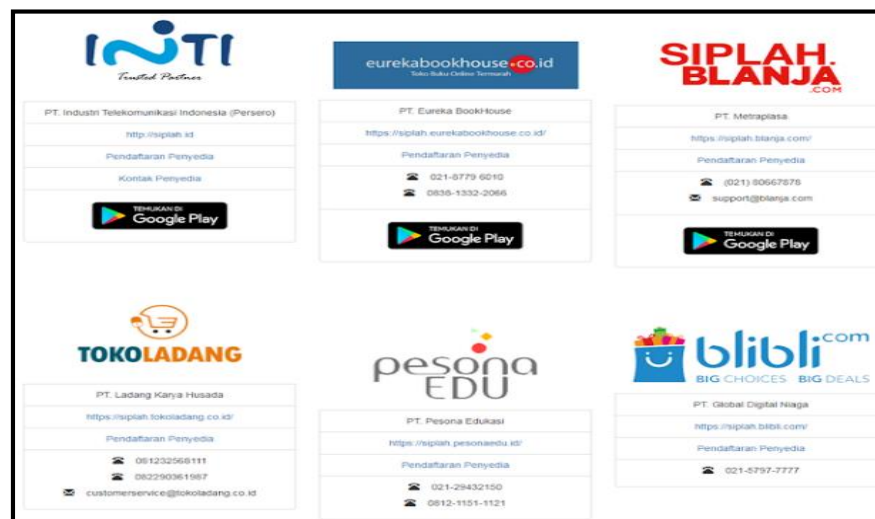 INTI
Trusted Partner
PT. Industri Telekomunikasi Indonesia (Persero)
http://siplah.id
Pendaftaran Penyedia
Kontak Penyedia
TEMUKAN DI
Google Play
eurekabookhouse.co.id
Toko Buku Online Termurah
PT. Eureka BookHouse
https://siplah.eurekabookhouse.co.id/
Pendaftaran Penyedia
021-8779 6010
0838-1332-2066
TEMUKAN DI
Google Play
SIPLAH.
BLANJA
.COM
PT. Metraplasa
https://siplah.blanja.com/
Pendaftaran Penyedia
(021) 80667878
support@blanja.com
TEMUKAN DI
Google Play
TOKOLADANG
PT. Ladang Karya Husada
https://siplah.tokoladang.co.id/
Pendaftaran Penyedia
081232568111
082290361987
customerservice@tokoladang.co.id
pesona
EDU
PT. Pesona Edukasi
https://siplah.pesonaedu.id/
Pendaftaran Penyedia
021-29432150
0812-1151-1121
blibli.com
BIG CHOICES BIG DEALS
PT. Global Digital Niaga
https://siplah.blibli.com/
Pendaftaran Penyedia
021-5797-7777